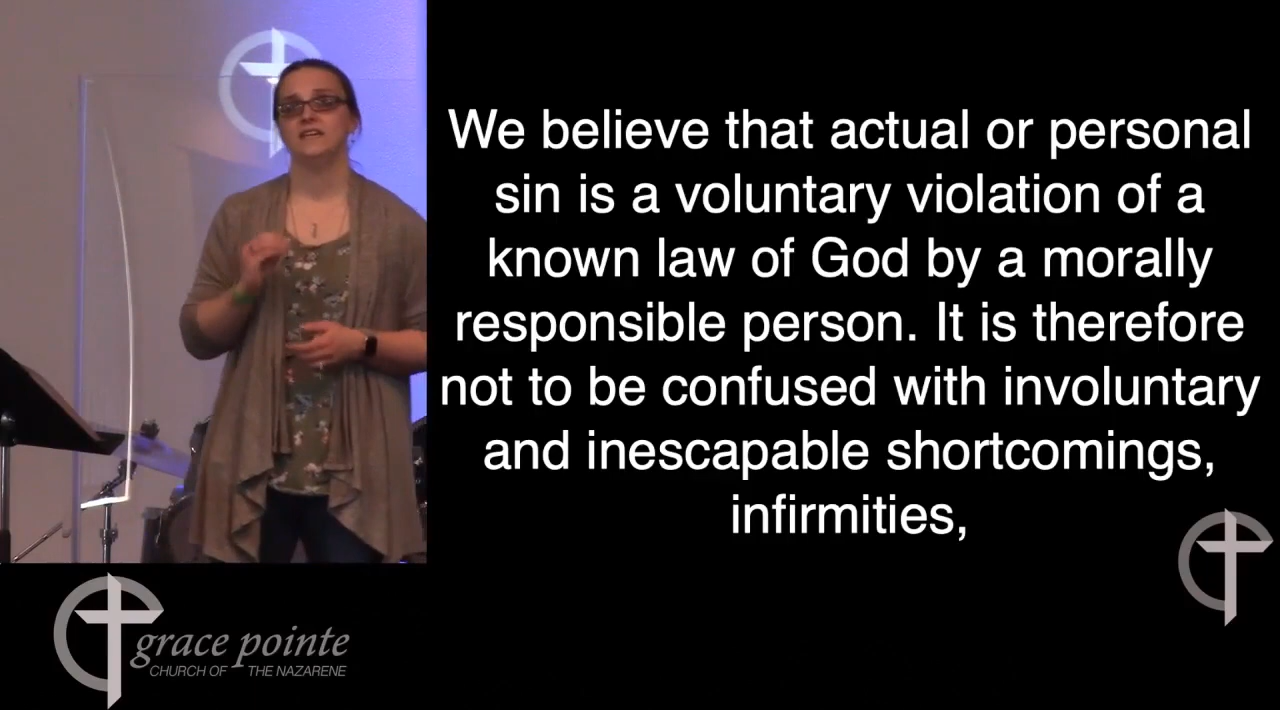 We believe that actual or personal
sin is a voluntary violation of a
known law of God by a morally
responsible person. It is therefore
not to be confused with involuntary
and inescapable shortcomings,
infirmities,
grace pointe
CHURCH OF THE NAZARENE